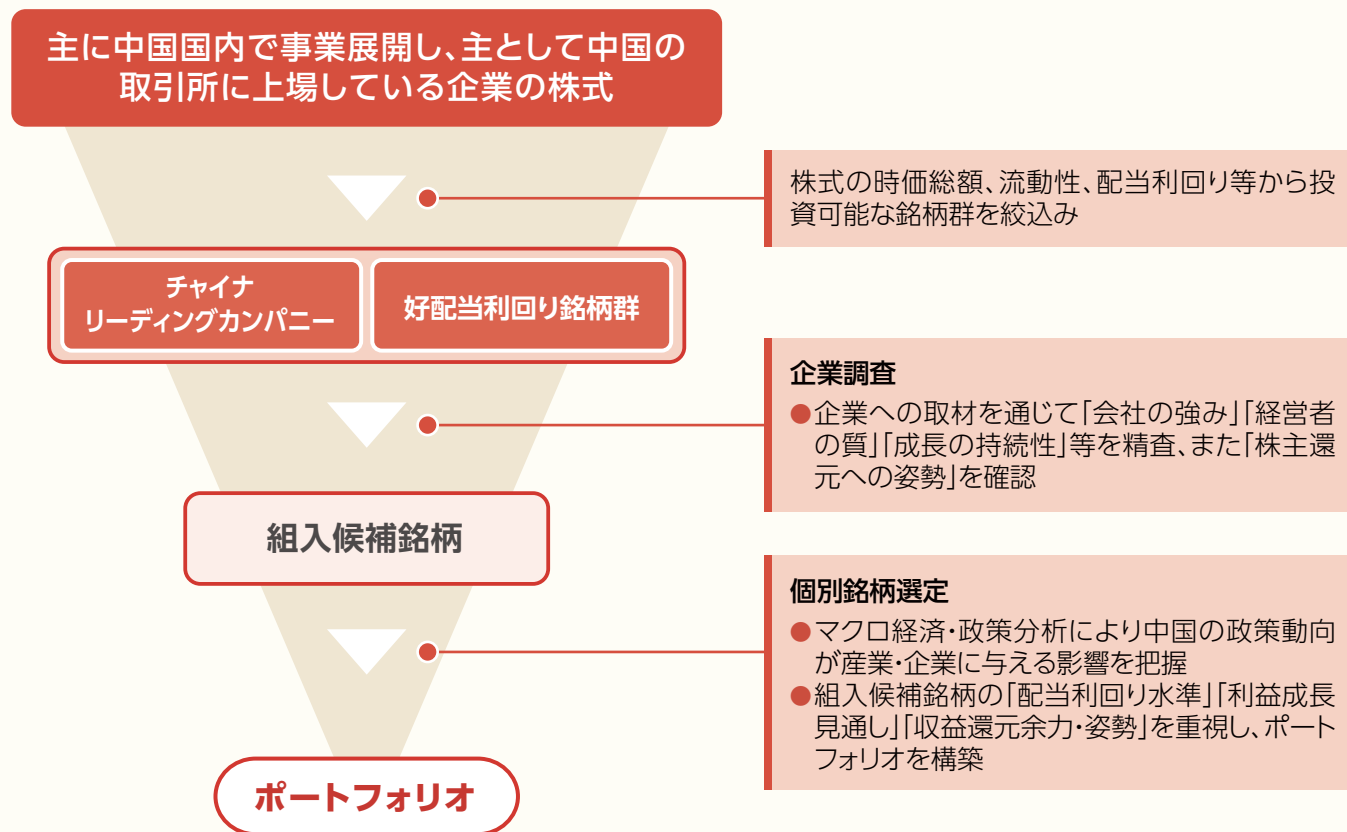 主に中国国内で事業展開し、主として中国の
取引所に上場している企業の株式
株式の時価総額、流動性、配当利回り等から投
資可能な銘柄群を絞込み
チャイナ
リーディングカンパニー
好配当利回り銘柄群
企業調査
●企業への取材を通じて「会社の強み」「経営者
の質」「成長の持続性」等を精査、また「株主還
元への姿勢」を確認
組入候補銘柄
個別銘柄選定
●マクロ経済・政策分析により中国の政策動向
が産業・企業に与える影響を把握
●組入候補銘柄の「配当利回り水準」「利益成長
見通し」「収益還元余力・姿勢」を重視し、ポート
フォリオを構築
ポートフォリオ